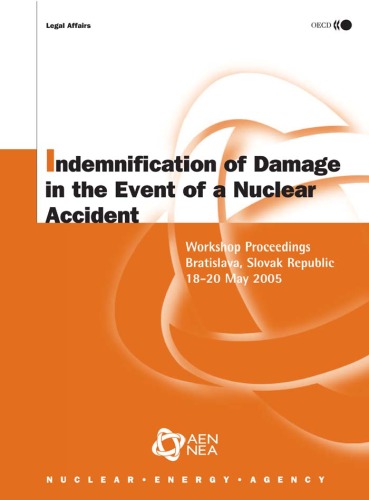 Legal Affairs
OECD
Indemnification of Damage
in the Event of a Nuclear
Accident
Workshop Proceedings
Bratislava, Slovak Republic
18-20 May 2005
AEN
NEA
NUCLEAR • ENERGY • AGENCY